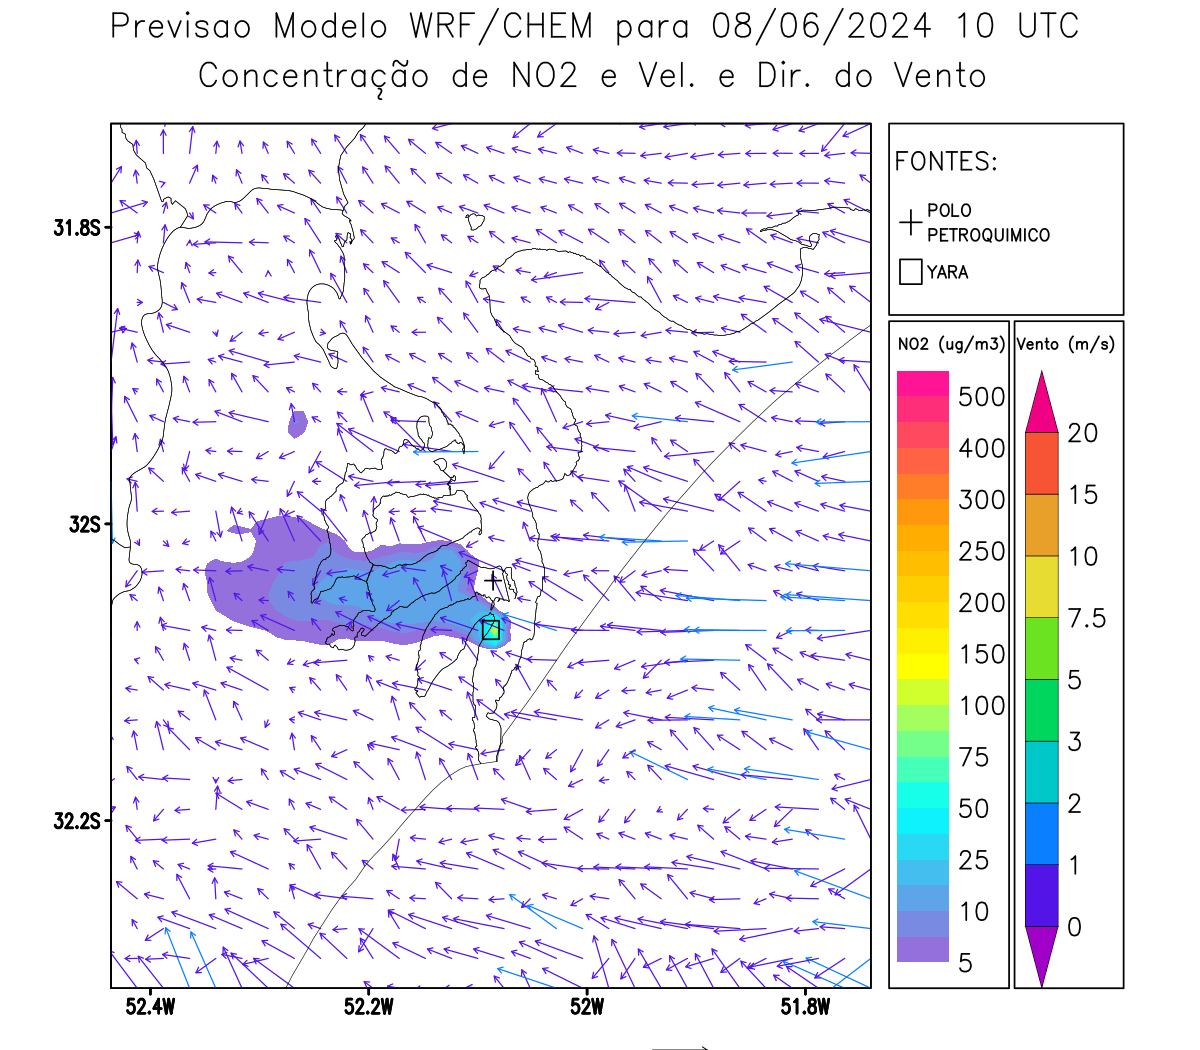 Previsao Modelo WRF/CHEM para 08/06/2024 10 UTC
Concentração de NO2 e Vel. e Dir. do Vento
FONTES:
POLO
PETROQUIMICO
YARA
NO2 (ug/m3)
500
400
300
250
200
150
100
75
50
25
10
5
Vento (m/s)
20
15
10
7.5
5
3
2
1
0
31.8S
32S
32.2S
52.4W
52.2W
52W
51.8W